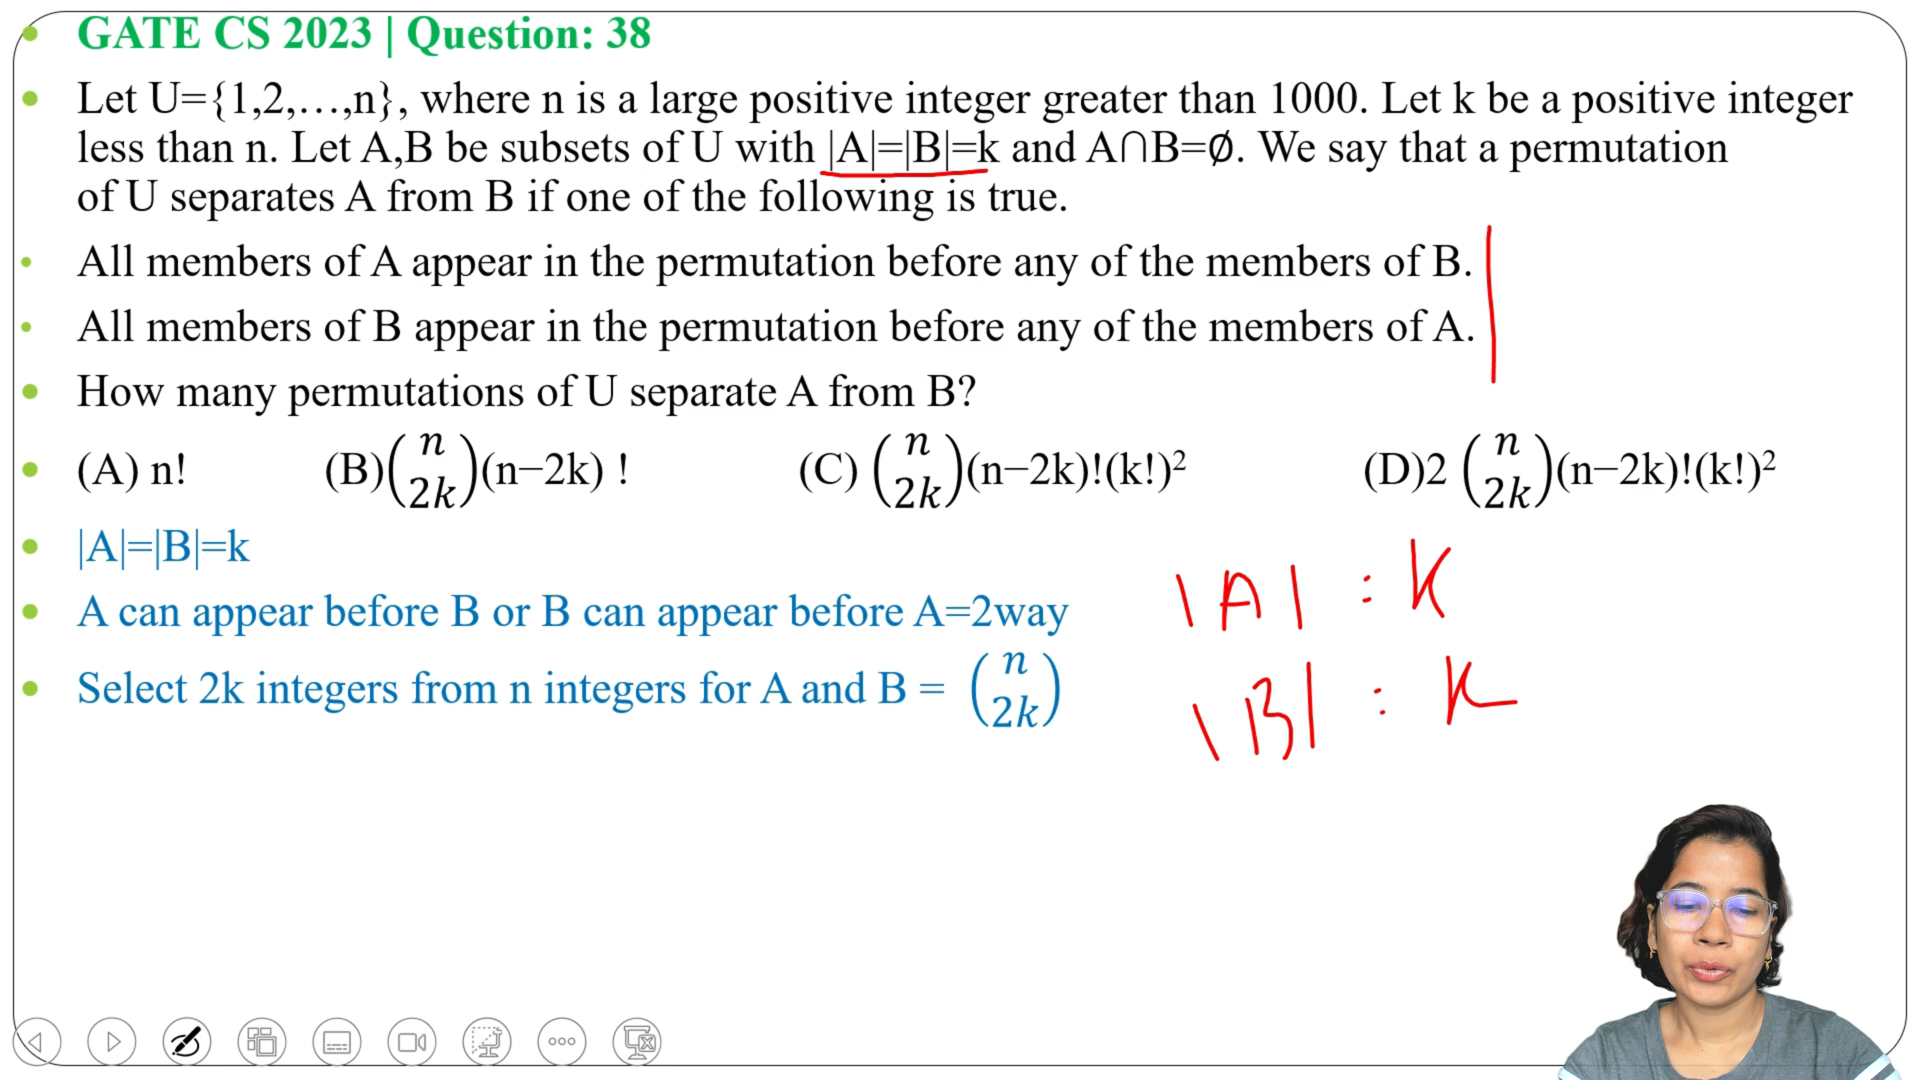 GATE CS 2023 | Question: 38
Let U={1,2,…,n}, where n is a large positive integer greater than 1000. Let k be a positive integer
less than n. Let A,B be subsets of U with |A|=|B|=k and A∩B=∅. We say that a permutation
of U separates A from B if one of the following is true.
All members of A appear in the permutation before any of the members of B.
All members of B appear in the permutation before any of the members of A.
How many permutations of U separate A from B?
(A) n! (B)(n 2k)(n−2k) ! (C) (n 2k)(n−2k)!(k!)² (D)2 (n 2k)(n−2k)!(k!)²
|A|=|B|=k
|A| : k
A can appear before B or B can appear before A=2way
Select 2k integers from n integers for A and B = (n 2k)
|B| : k